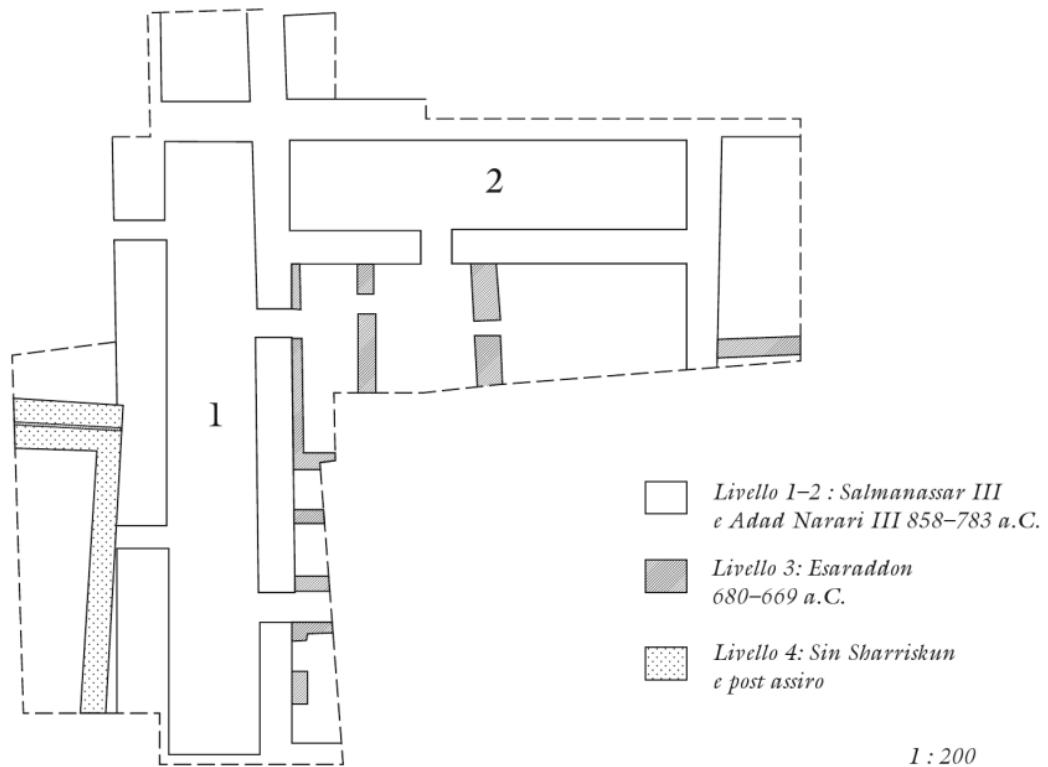 2
1
Livello 1–2 : Salmanassar III
e Adad Narari III 858–783 a.C.
Livello 3: Esaraddon
680–669 a.C.
Livello 4: Sin Sharriskun
e post assiro
1 : 200